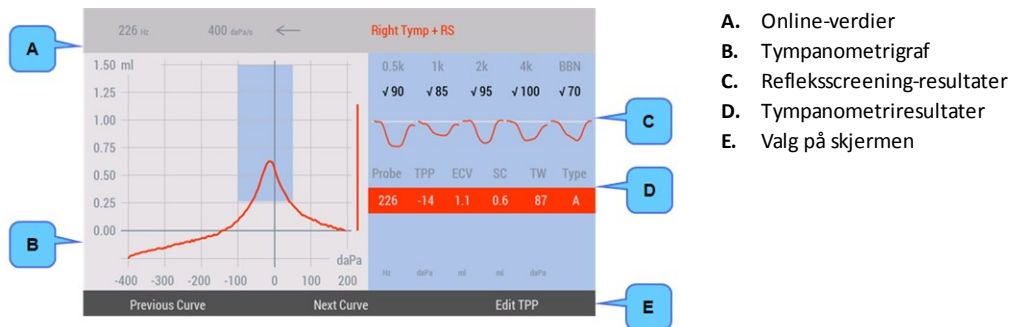 226 Hz 400 daPa/s Right Tymp + RS
A
1.50 ml
1.25
1.00
0.75
0.50
0.25
0.00
daPa
-400 -300 -200 -100 0 100 200
B
0.5k 1k 2k 4k BBN
√ 90 √ 85 √ 95 √ 100 √ 70
C
Probe TPP ECV SC TW Type
226 -14 1.1 0.6 87 A
D
Hz daPa ml ml daPa
Previous Curve Next Curve Edit TPP
E
A. Online-verdier
B. Tympanometrigraf
C. Refleksscreening-resultater
D. Tympanometriresultater
E. Valg på skjermen